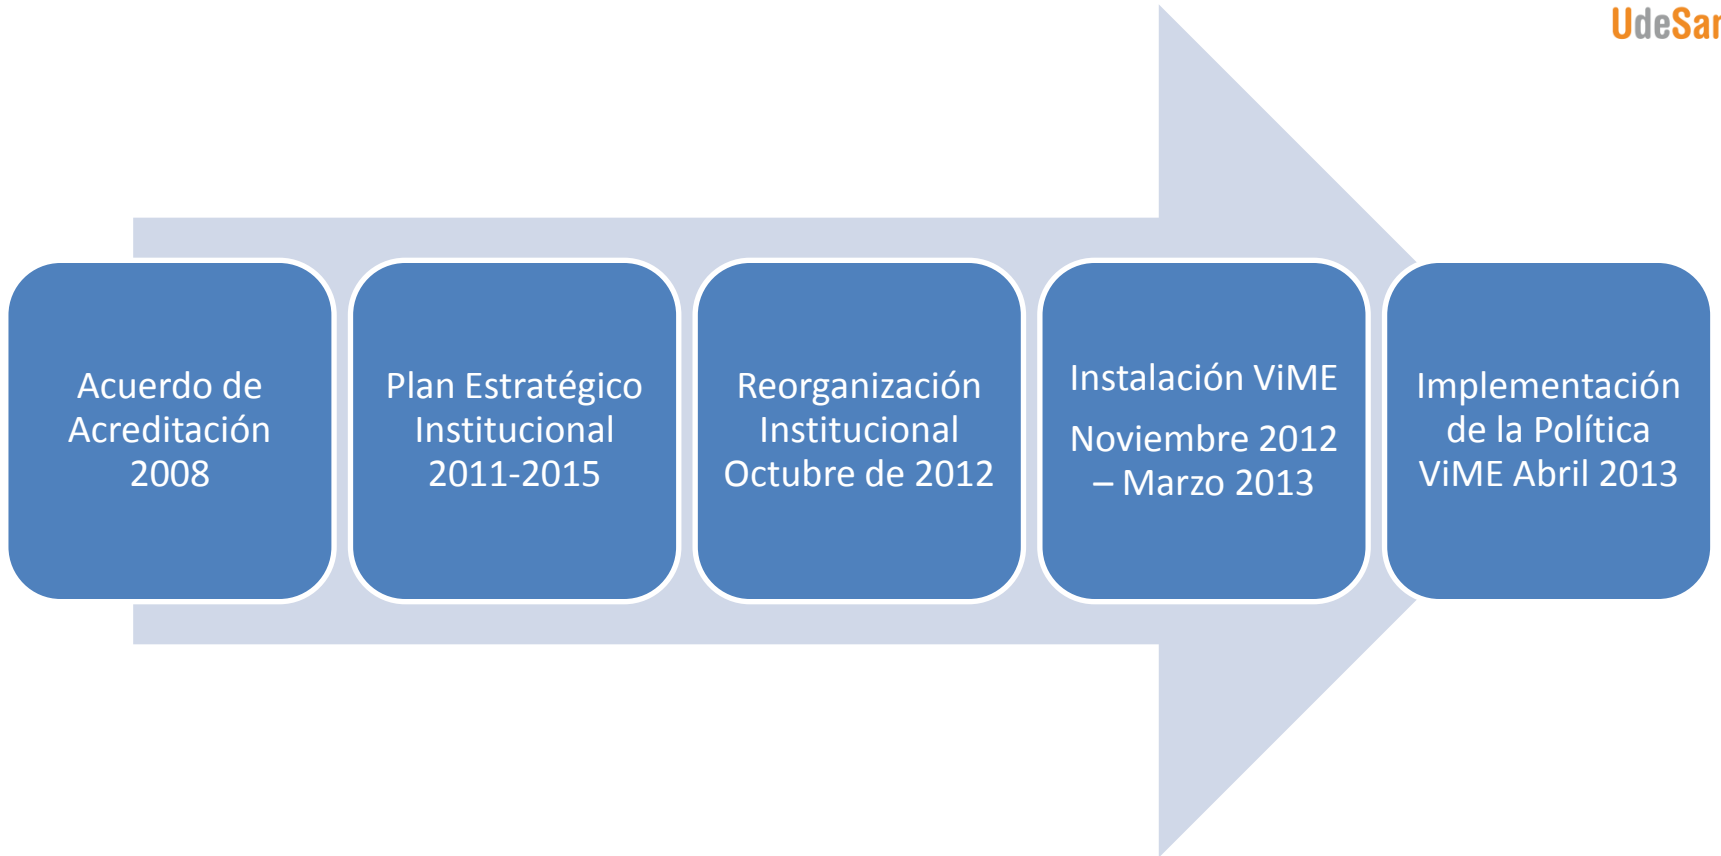 UdeSan
Acuerdo de
Acreditación
2008
Plan Estratégico
Institucional
2011-2015
Reorganización
Institucional
Octubre de 2012
Instalación ViME
Noviembre 2012
– Marzo 2013
Implementación
de la Política
ViME Abril 2013